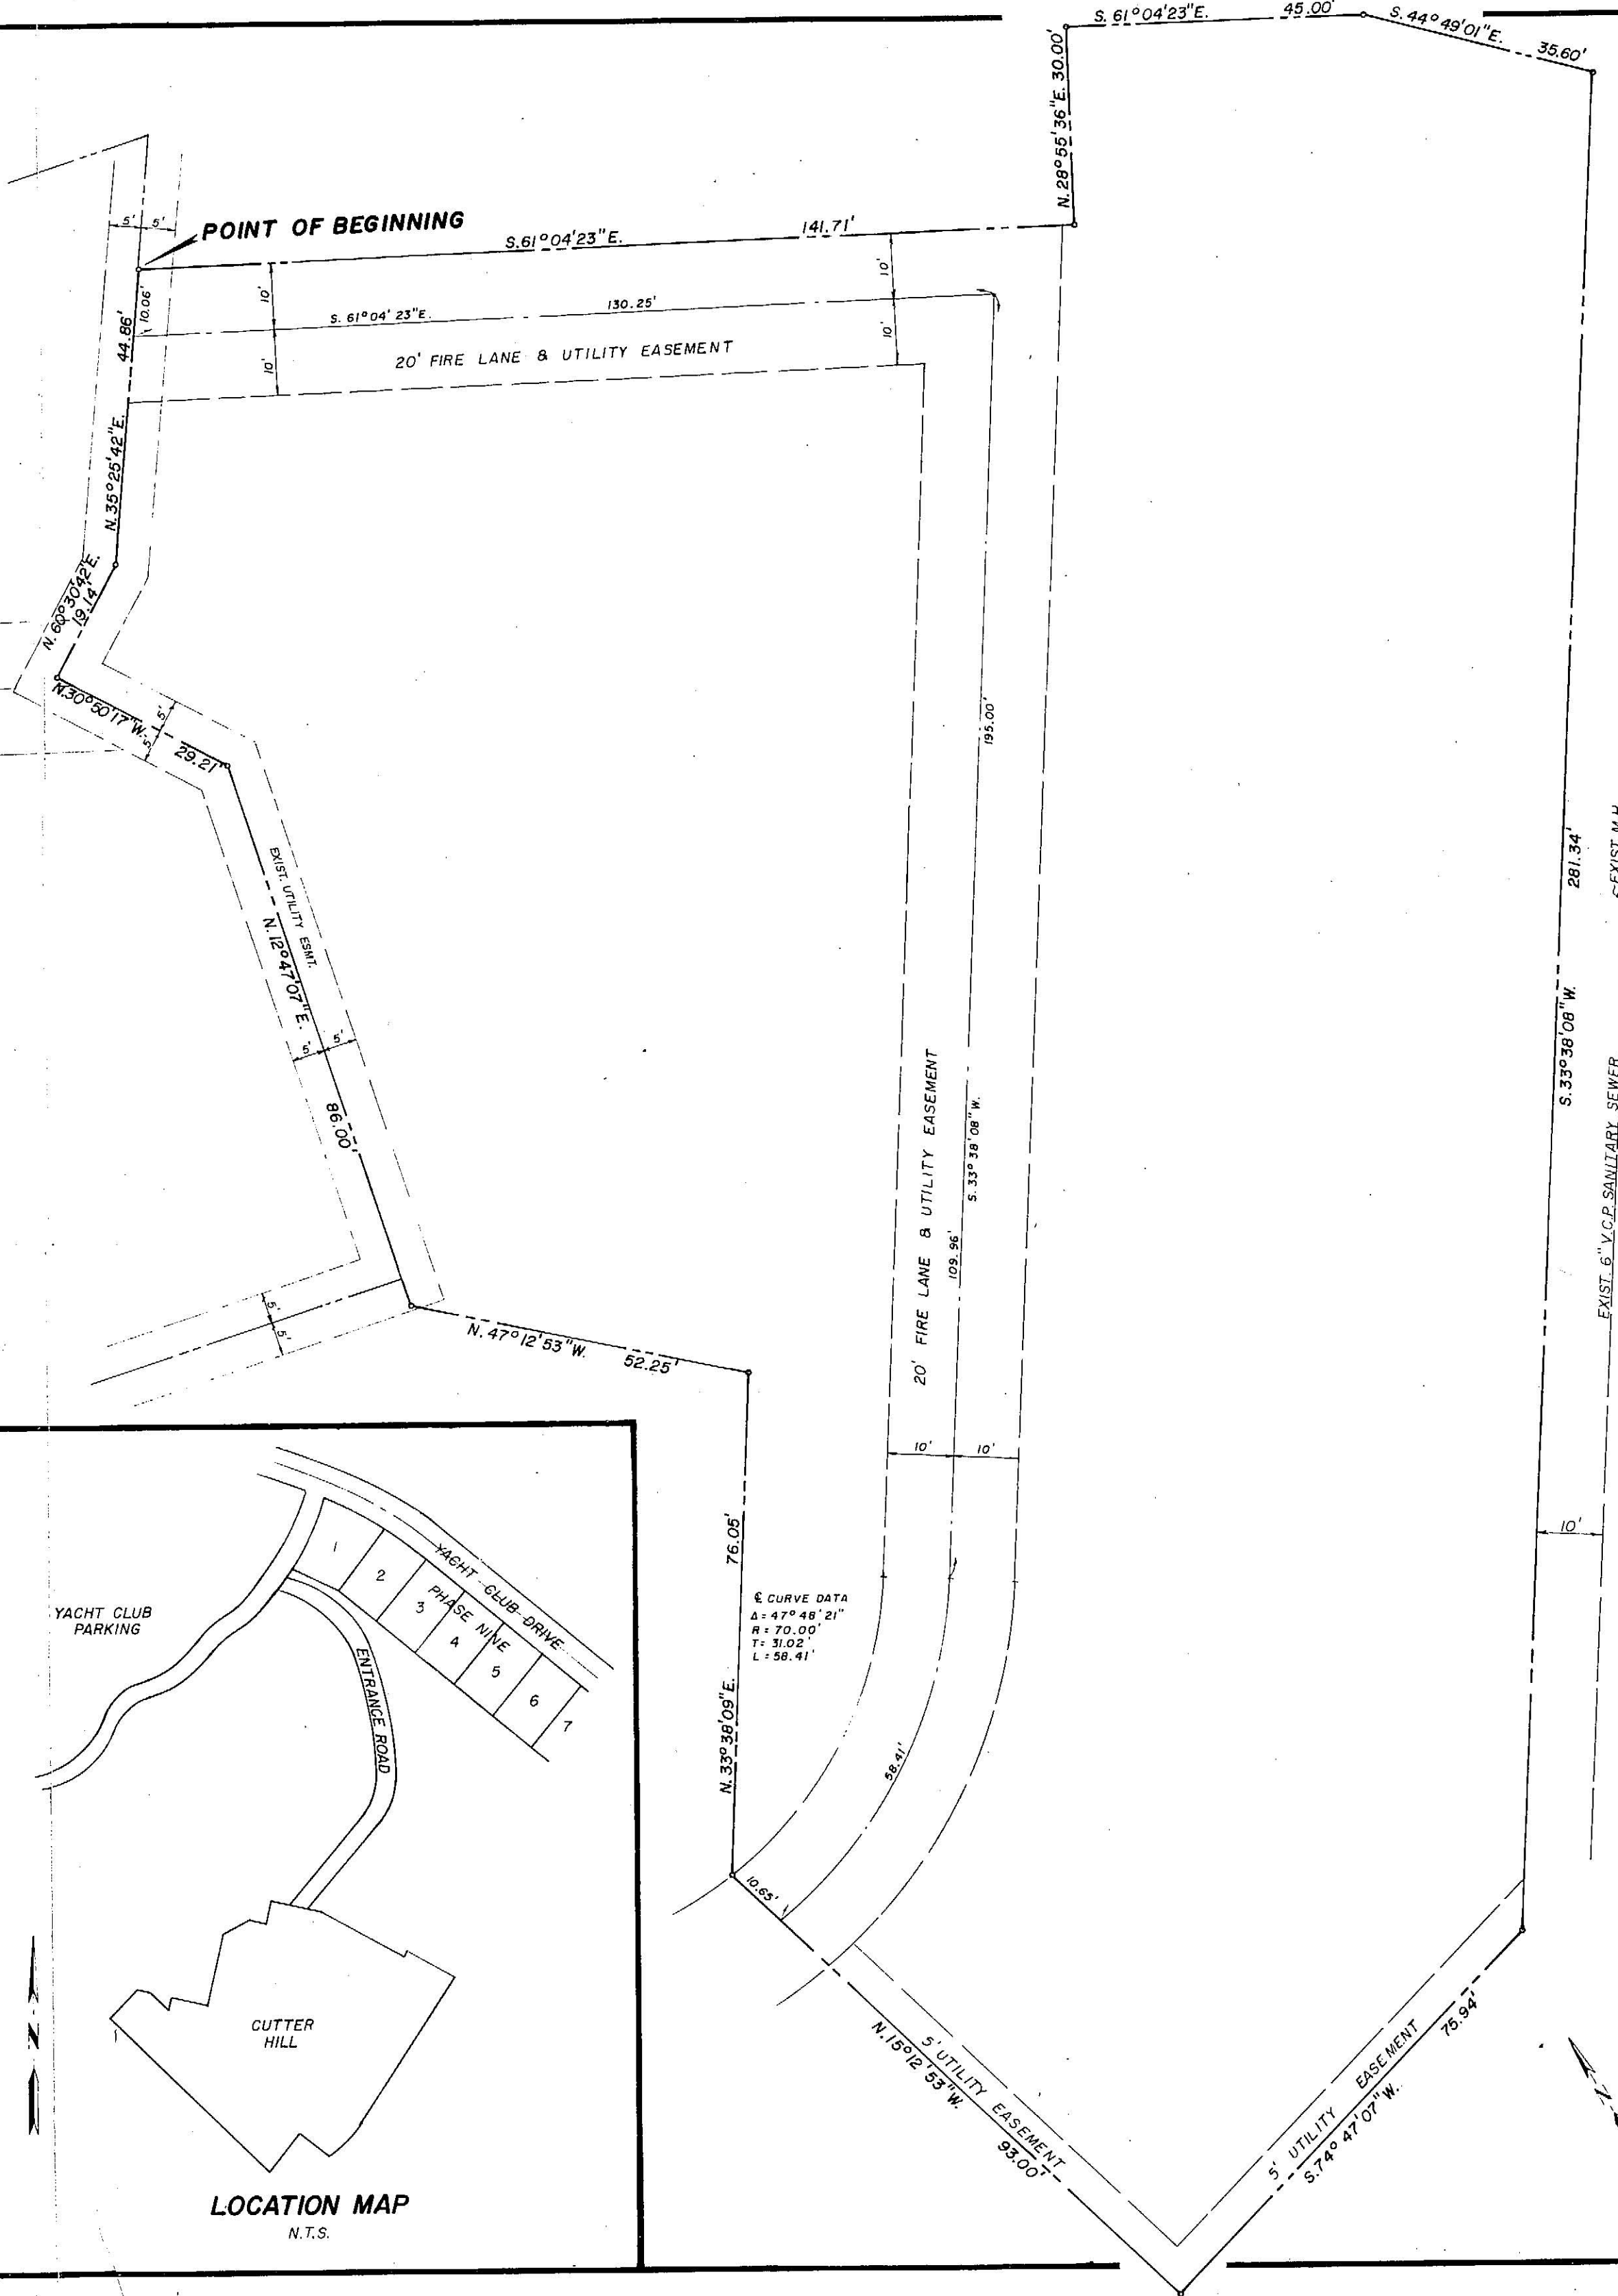 S. 61°04'23"E. 45.00'
S. 44°49'01"E. 35.60'
N. 28°55'36"E. 30.00'
5' 5'
POINT OF BEGINNING
S. 61°04'23"E. 141.71'
10'
10'
10.06'
44.86'
S. 61°04'23"E. 130.25'
10'
10'
20' FIRE LANE & UTILITY EASEMENT
N. 35°25'42"E.
N. 60°30'42"E.
19.14'
N. 30°50'17"W.
29.21'
5'
5'
195.00'
EXIST. UTILITY ESMT.
N. 12°47'07"E.
86.00'
5' 5'
281.34'
S. 33°38'08"W.
EXIST. M.H.
EXIST. 6" V.C.P. SANITARY SEWER
20' FIRE LANE & UTILITY EASEMENT
S. 33°38'08"W.
109.96'
5'
5'
N. 47°12'53"W.
52.25'
10' 10'
10'
76.05'
N. 33°38'09"E.
℄ CURVE DATA
Δ = 47°48'21"
R = 70.00'
T = 31.02'
L = 58.41'
58.41'
10.65'
N. 15°12'53"W.
93.00'
5' UTILITY EASEMENT
5' UTILITY EASEMENT
S. 74°47'07"W.
75.94'
YACHT CLUB DRIVE
PHASE NINE
1
2
3
4
5
6
7
YACHT CLUB
PARKING
ENTRANCE ROAD
CUTTER
HILL
N
LOCATION MAP
N.T.S.
N